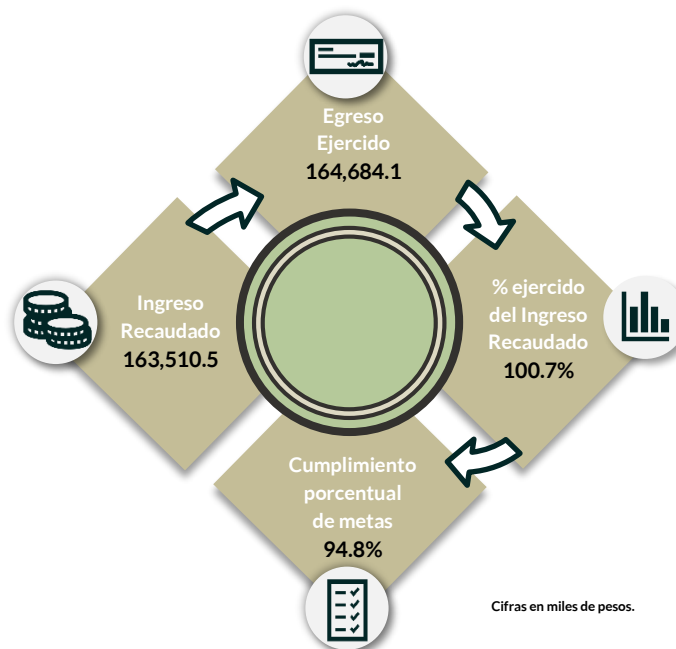 Egreso
Ejercido
164,684.1
Ingreso
Recaudado
163,510.5
% ejercido
del Ingreso
Recaudado
100.7%
Cumplimiento
porcentual
de metas
94.8%
Cifras en miles de pesos.